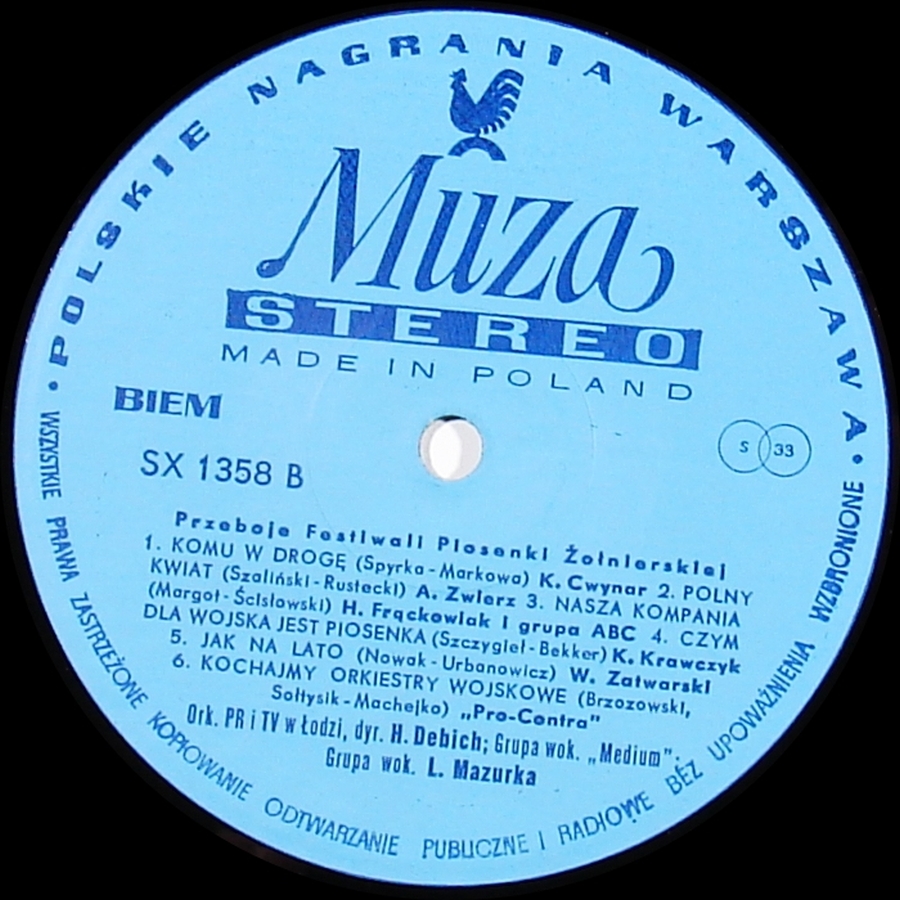 • POLSKIE NAGRANIA WARSZAWA •
Muza
STEREO
MADE IN POLAND
BIEM
S 33
SX 1358 B
Przeboje Festiwali Piosenki Żołnierskiej
1. KOMU W DROGĘ (Spyrka-Markowa) K. Cwynar 2. POLNY
KWIAT (Szaliński-Rustecki) A. Zwierz 3. NASZA KOMPANIA
(Margot-Ścisłowski) H. Frąckowiak i grupa ABC 4. CZYM
DLA WOJSKA JEST PIOSENKA (Szczygieł-Bekker) K. Krawczyk
5. JAK NA LATO (Nowak-Urbanowicz) W. Zatwarski
6. KOCHAJMY ORKIESTRY WOJSKOWE (Brzozowski,
Sołtysik-Machejko) „Pro-Contra”
Ork. PR i TV w Łodzi, dyr. H. Debich; Grupa wok. „Medium”;
Grupa wok. L. Mazurka
WSZYSTKIE PRAWA ZASTRZEŻONE KOPIOWANIE ODTWARZANIE PUBLICZNE I RADIOWE BEZ UPOWAŻNIENIA WZBRONIONE